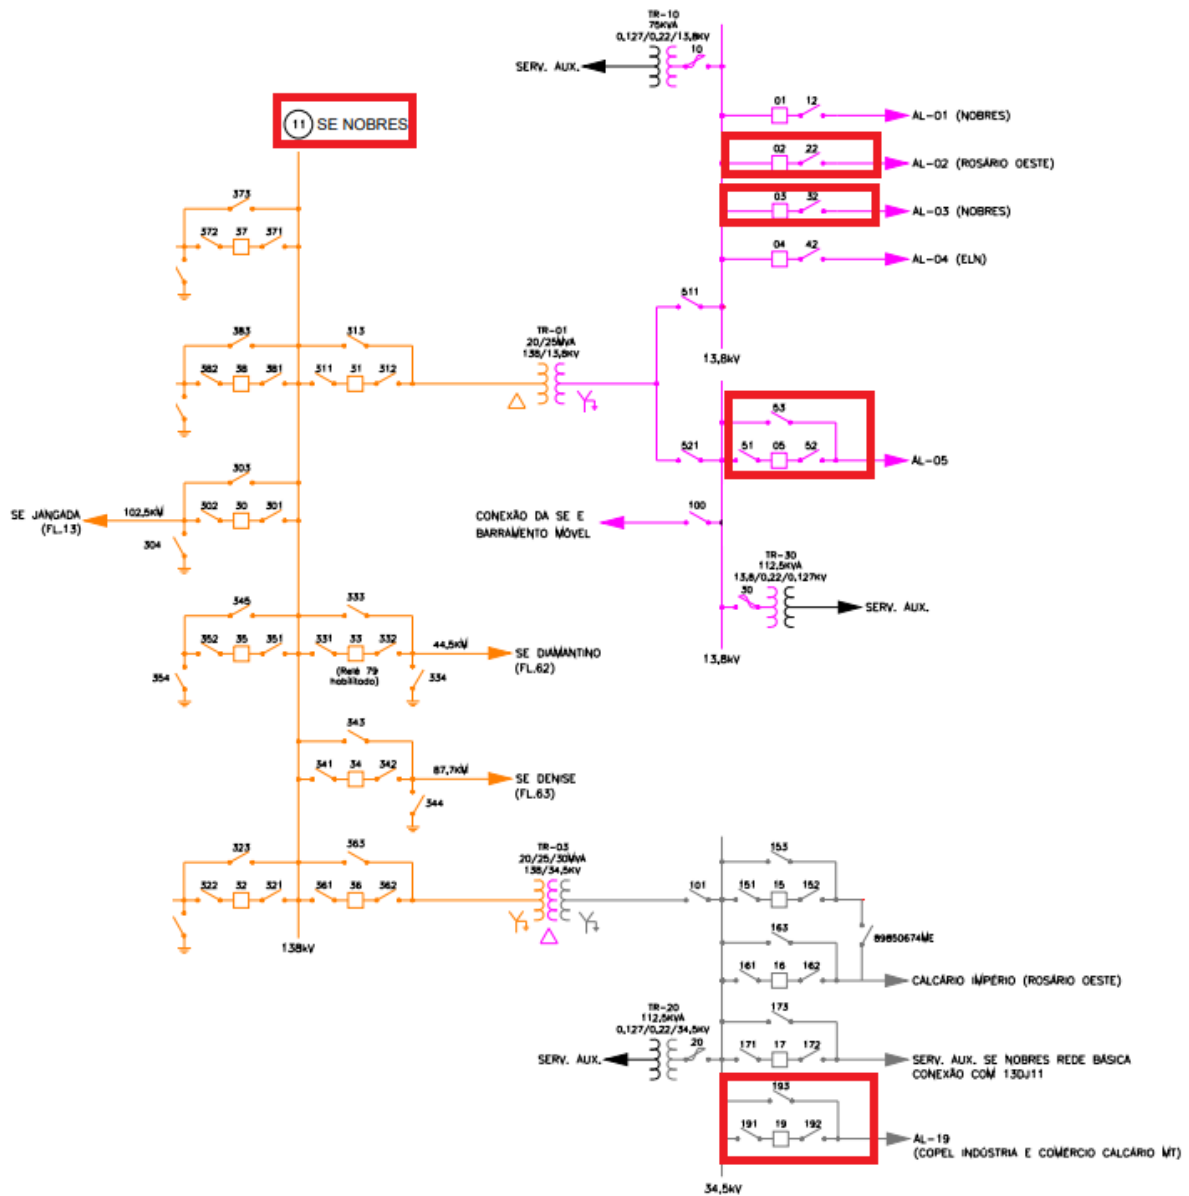 TR-10
75KVA
0,127/0,22/13,8KV
10
SERV. AUX.
11 SE NOBRES
01 12
AL-01 (NOBRES)
02 22
AL-02 (ROSÁRIO OESTE)
03 32
AL-03 (NOBRES)
04 42
AL-04 (ELN)
373
372 37 371
511
13,8kV
383
382 38 381
313
311 31 312
TR-01
20/25MVA
138/13,8KV
53
51 05 52
AL-05
521
303
302 30 301
SE JANGADA
(FL.13)
102,5KM
304
CONEXÃO DA SE E
BARRAMENTO MÓVEL
100
TR-30
112,5KVA
13,8/0,22/0,127KV
30
SERV. AUX.
13,8kV
345
352 35 351
354
333
331 33 332
(Relé 79
habilitado)
44,5KM
334
SE DIAMANTINO
(FL.62)
343
341 34 342
87,7KM
344
SE DENISE
(FL.63)
323
322 32 321
363
361 36 362
138kV
TR-03
20/25/30MVA
138/34,5KV
101
153
151 15 152
89850674ME
163
161 16 162
CALCÁRIO IMPÉRIO (ROSÁRIO OESTE)
TR-20
112,5KVA
0,127/0,22/34,5KV
20
SERV. AUX.
173
171 17 172
SERV. AUX. SE NOBRES REDE BÁSICA
CONEXÃO COM 13DJ11
193
191 19 192
AL-19
(COPEL INDÚSTRIA E COMÉRCIO CALCÁRIO MT)
34,5kV